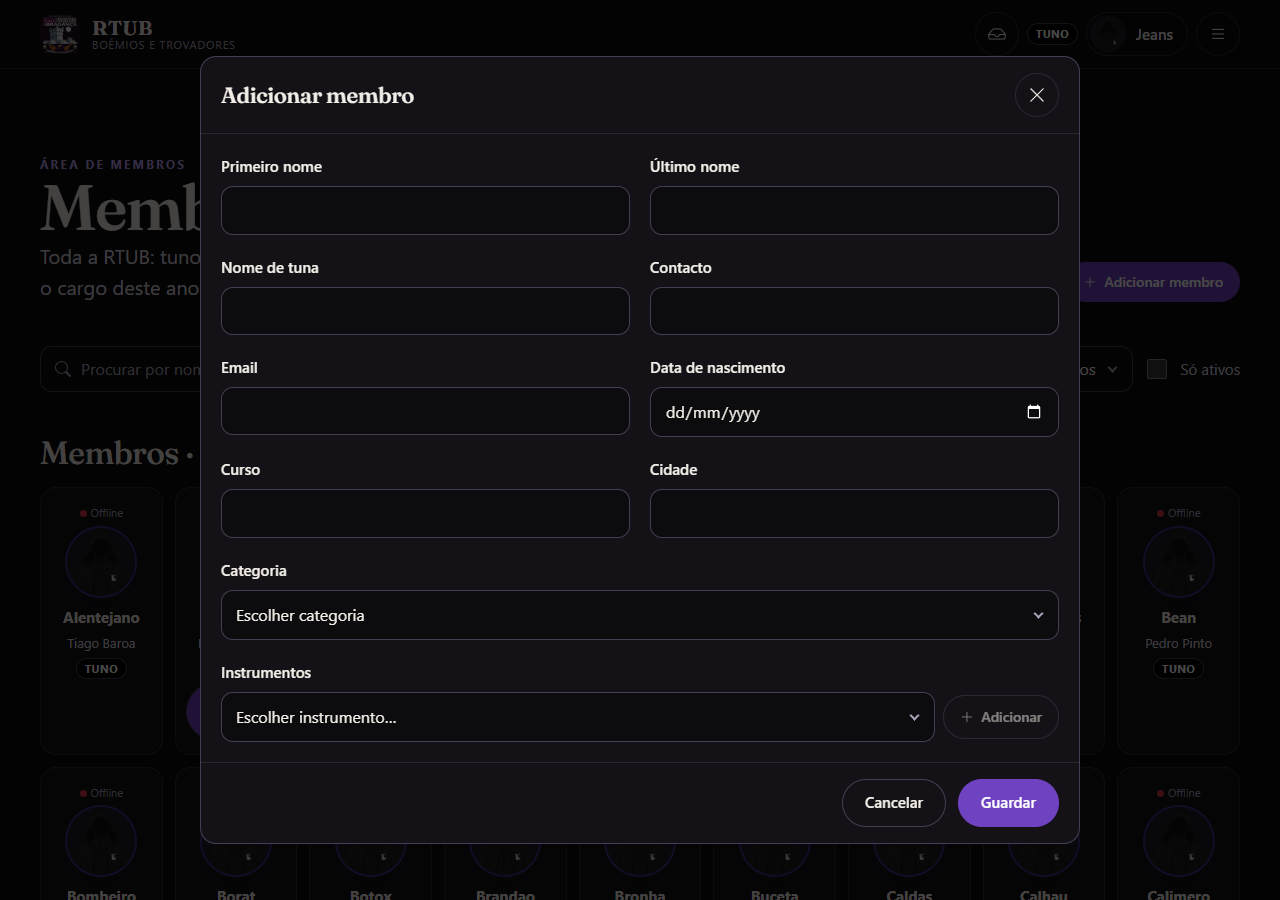 RTUB
BOÉMIOS E TROVADORES
TUNO
Jeans
Adicionar membro
ÁREA DE MEMBROS
Memb
Toda a RTUB: tuno
o cargo deste ano
Adicionar membro
Procurar por nom
os
Só ativos
Membros ·
Primeiro nome
Último nome
Nome de tuna
Contacto
Email
Data de nascimento
dd/mm/yyyy
Curso
Cidade
Categoria
Escolher categoria
Instrumentos
Escolher instrumento...
Adicionar
Cancelar
Guardar
Offline
Alentejano
Tiago Baroa
TUNO
Offline
Bean
Pedro Pinto
TUNO
Offline
Offline
Bombeiro
Borat
Botox
Brandao
Bronha
Buceta
Caldas
Calhau
Calimero